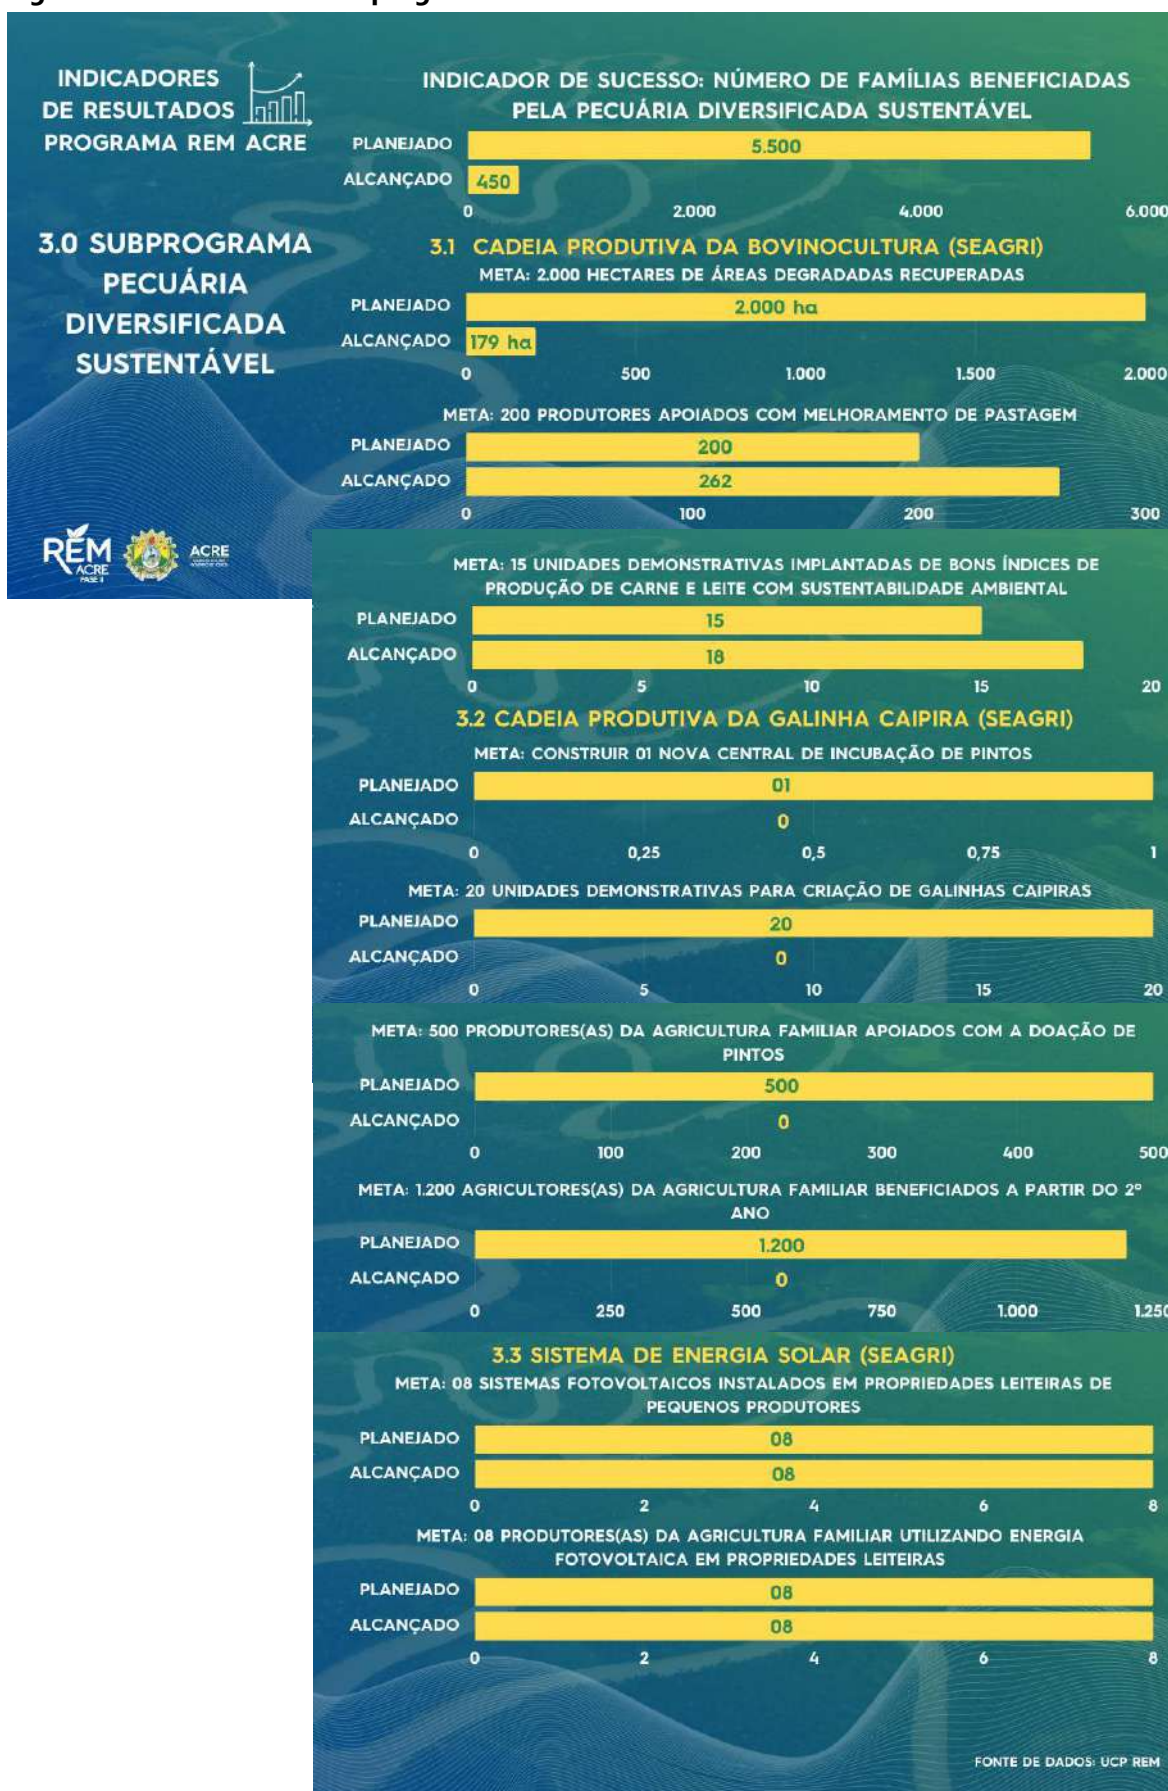 INDICADORES
DE RESULTADOS
PROGRAMA REM ACRE
3.0 SUBPROGRAMA
PECUÁRIA
DIVERSIFICADA
SUSTENTÁVEL
REM
ACRE
FASE II
ACRE
INDICADOR DE SUCESSO: NÚMERO DE FAMÍLIAS BENEFICIADAS
PELA PECUÁRIA DIVERSIFICADA SUSTENTÁVEL
PLANEJADO 5.500
ALCANÇADO 450
0 2.000 4.000 6.000
3.1 CADEIA PRODUTIVA DA BOVINOCULTURA (SEAGRI)
META: 2.000 HECTARES DE ÁREAS DEGRADADAS RECUPERADAS
PLANEJADO 2.000 ha
ALCANÇADO 179 ha
0 500 1.000 1.500 2.000
META: 200 PRODUTORES APOIADOS COM MELHORAMENTO DE PASTAGEM
PLANEJADO 200
ALCANÇADO 262
0 100 200 300
META: 15 UNIDADES DEMONSTRATIVAS IMPLANTADAS DE BONS ÍNDICES DE
PRODUÇÃO DE CARNE E LEITE COM SUSTENTABILIDADE AMBIENTAL
PLANEJADO 15
ALCANÇADO 18
0 5 10 15 20
3.2 CADEIA PRODUTIVA DA GALINHA CAIPIRA (SEAGRI)
META: CONSTRUIR 01 NOVA CENTRAL DE INCUBAÇÃO DE PINTOS
PLANEJADO 01
ALCANÇADO 0
0 0,25 0,5 0,75 1
META: 20 UNIDADES DEMONSTRATIVAS PARA CRIAÇÃO DE GALINHAS CAIPIRAS
PLANEJADO 20
ALCANÇADO 0
0 5 10 15 20
META: 500 PRODUTORES(AS) DA AGRICULTURA FAMILIAR APOIADOS COM A DOAÇÃO DE
PINTOS
PLANEJADO 500
ALCANÇADO 0
0 100 200 300 400 500
META: 1.200 AGRICULTORES(AS) DA AGRICULTURA FAMILIAR BENEFICIADOS A PARTIR DO 2º
ANO
PLANEJADO 1.200
ALCANÇADO 0
0 250 500 750 1.000 1.250
3.3 SISTEMA DE ENERGIA SOLAR (SEAGRI)
META: 08 SISTEMAS FOTOVOLTAICOS INSTALADOS EM PROPRIEDADES LEITEIRAS DE
PEQUENOS PRODUTORES
PLANEJADO 08
ALCANÇADO 08
0 2 4 6 8
META: 08 PRODUTORES(AS) DA AGRICULTURA FAMILIAR UTILIZANDO ENERGIA
FOTOVOLTAICA EM PROPRIEDADES LEITEIRAS
PLANEJADO 08
ALCANÇADO 08
0 2 4 6 8
FONTE DE DADOS: UCP REM